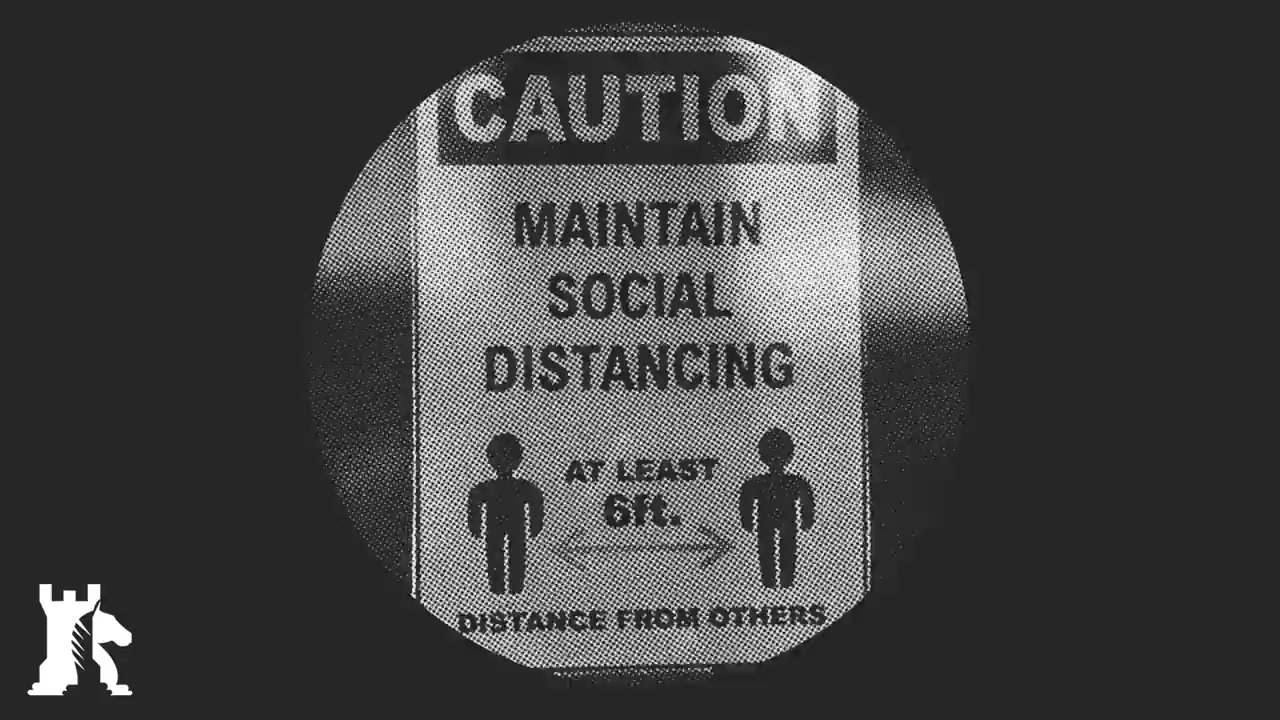 CAUTION
MAINTAIN
SOCIAL
DISTANCING
AT LEAST
6ft.
DISTANCE FROM OTHERS